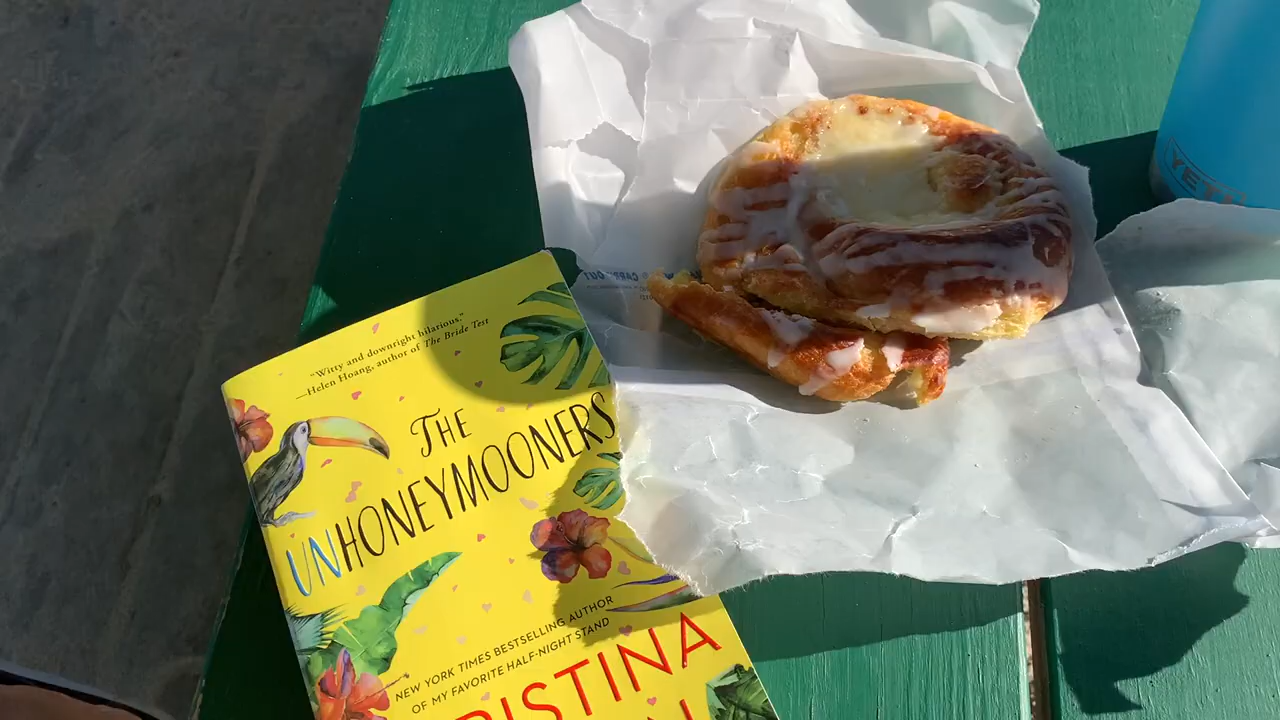 "Witty and downright hilarious."
—Helen Hoang, author of The Bride Test
THE
UNHONEYMOONERS
NEW YORK TIMES BESTSELLING AUTHOR
OF MY FAVORITE HALF-NIGHT STAND
RISTINA
YETI